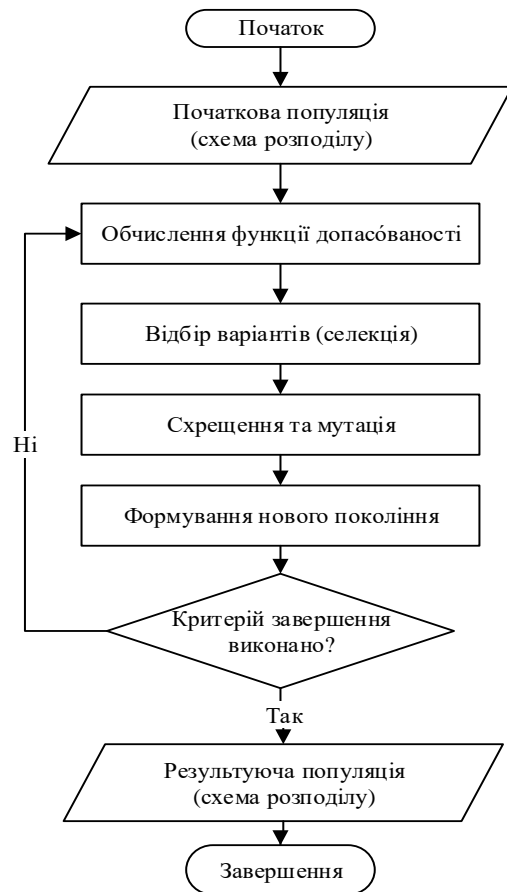 Початок
Початкова популяція
(схема розподілу)
Обчислення функції допасо́ваності
Відбір варіантів (селекція)
Схрещення та мутація
Ні
Формування нового покоління
Критерій завершення
виконано?
Так
Результуюча популяція
(схема розподілу)
Завершення